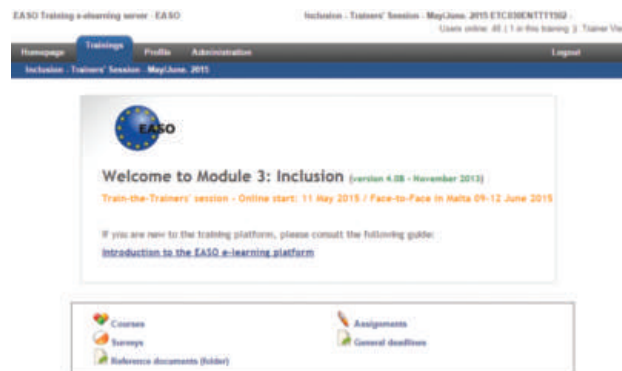 EASO Training e-learning server - EASO
Inclusion - Trainers' Session - May/June. 2015
Users online: 46 ( 1 in this training )
Homepage
Trainings
Profile
Administration
Logout
Inclusion - Trainers' Session - May/June. 2015
EASO
Welcome to Module 3: Inclusion (version 4.0B - November 2013)
Train-the-Trainers' session - Online start: 11 May 2015 / Face-to-Face in Malta 09-12 June 2015
If you are new to the training platform, please consult the following guide:
Introduction to the EASO e-learning platform
Courses
Assignments
Surveys
General deadlines
Reference documents (folder)